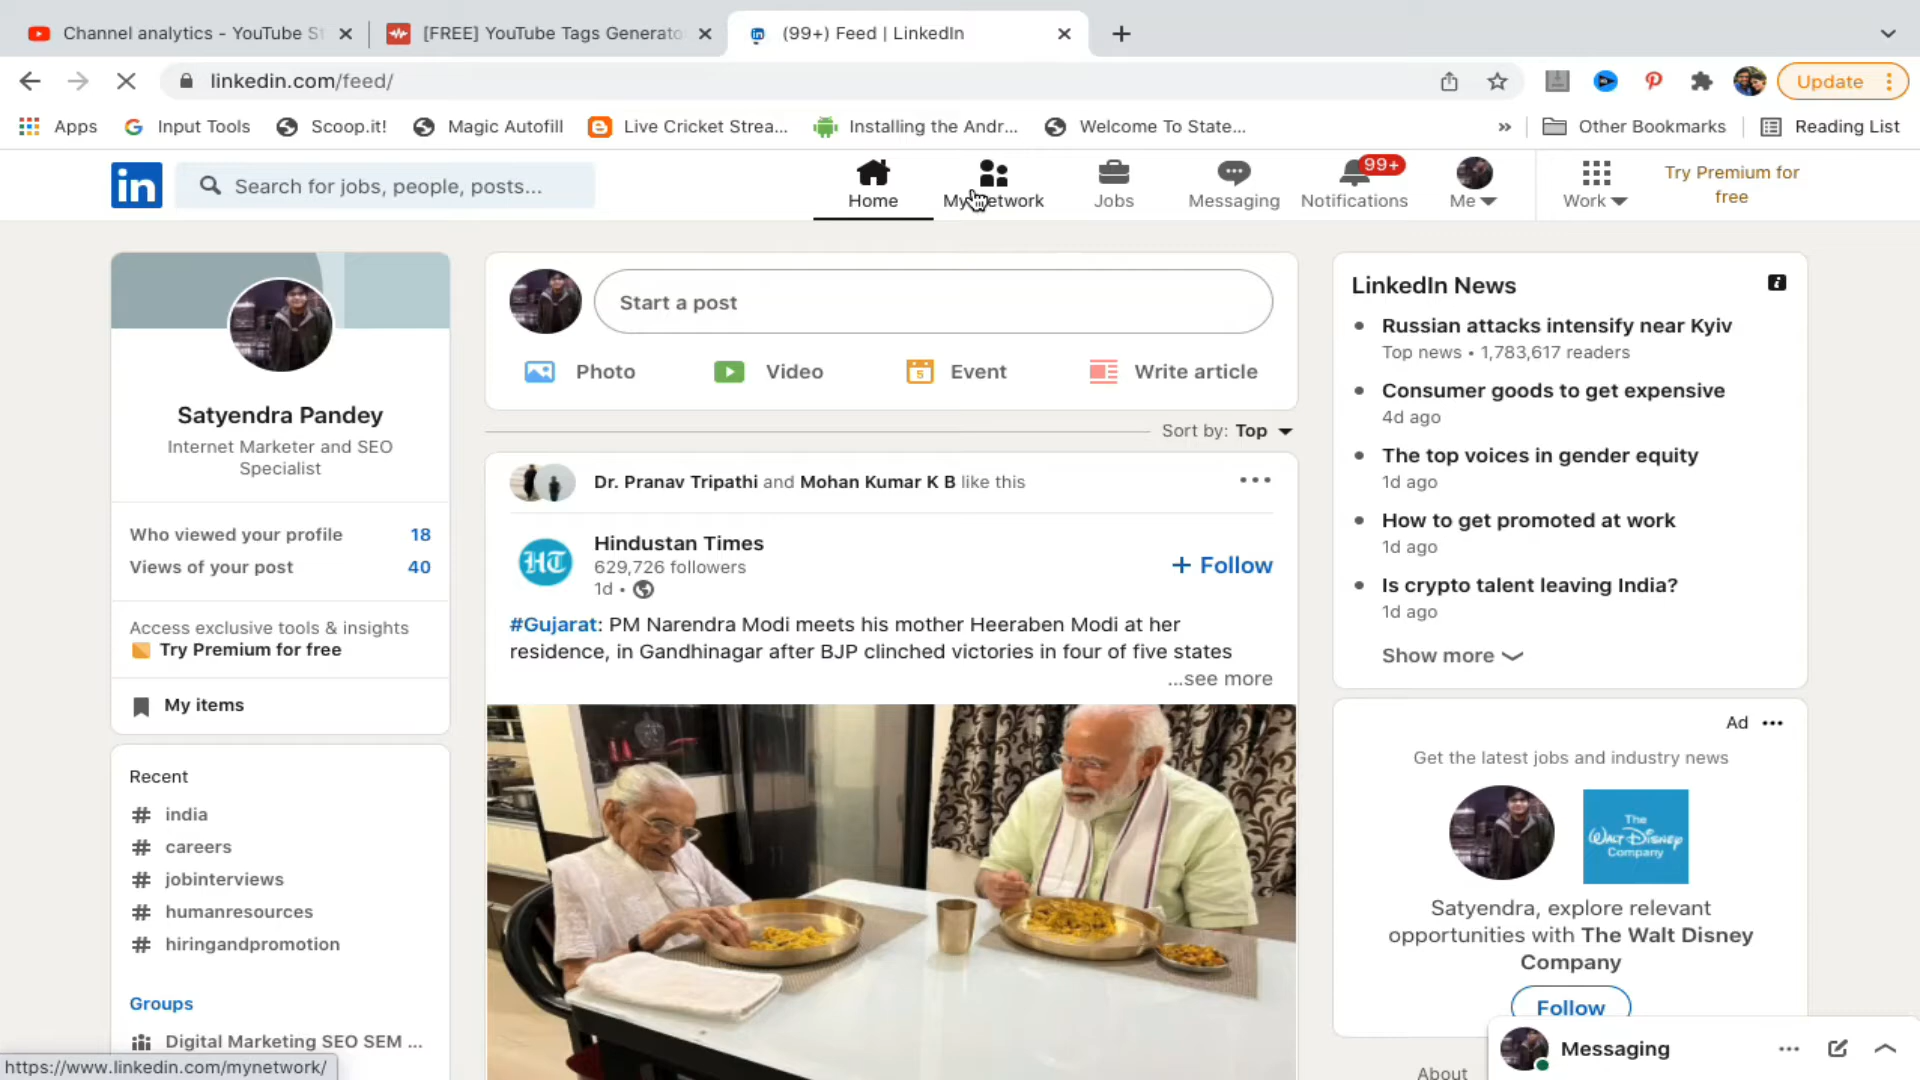 Channel analytics - YouTube St
[FREE] YouTube Tags Generato
(99+) Feed | LinkedIn
linkedin.com/feed/
Update
Apps
Input Tools
Scoop.it!
Magic Autofill
Live Cricket Strea...
Installing the Andr...
Welcome To State...
»
Other Bookmarks
Reading List
in
Search for jobs, people, posts...
Home
My Network
Jobs
Messaging
99+
Notifications
Me
Work
Try Premium for
free
Satyendra Pandey
Internet Marketer and SEO
Specialist
Who viewed your profile 18
Views of your post 40
Access exclusive tools & insights
Try Premium for free
My items
Recent
# india
# careers
# jobinterviews
# humanresources
# hiringandpromotion
Groups
Digital Marketing SEO SEM ...
https://www.linkedin.com/mynetwork/
Start a post
Photo
Video
5
Event
Write article
Sort by: Top
Dr. Pranav Tripathi and Mohan Kumar K B like this
HT
Hindustan Times
629,726 followers
1d •
+ Follow
#Gujarat: PM Narendra Modi meets his mother Heeraben Modi at her
residence, in Gandhinagar after BJP clinched victories in four of five states
...see more
LinkedIn News
• Russian attacks intensify near Kyiv
Top news • 1,783,617 readers
• Consumer goods to get expensive
4d ago
• The top voices in gender equity
1d ago
• How to get promoted at work
1d ago
• Is crypto talent leaving India?
1d ago
Show more
Ad
Get the latest jobs and industry news
The
Walt Disney
Company
Satyendra, explore relevant
opportunities with The Walt Disney
Company
Follow
Messaging
About